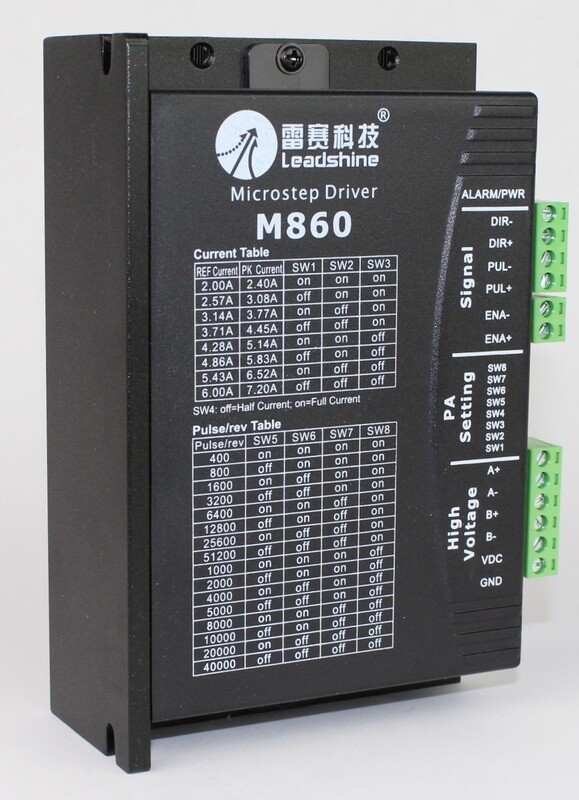 雷赛科技®
Leadshine
Microstep Driver
M860
Current Table
REF Current PK Current SW1 SW2 SW3
2.00A 2.40A on on on
2.57A 3.08A off on on
3.14A 3.77A on off on
3.71A 4.45A off off on
4.28A 5.14A on on off
4.86A 5.83A off on off
5.43A 6.52A on off off
6.00A 7.20A off off off
SW4: off=Half Current; on=Full Current
Pulse/rev Table
Pulse/rev SW5 SW6 SW7 SW8
400 on on on on
800 off on on on
1600 on off on on
3200 off off on on
6400 on on off on
12800 off on off on
25600 on off off on
51200 off off off on
1000 on on on off
2000 off on on off
4000 on off on off
5000 off off on off
8000 on on off off
10000 off on off off
20000 on off off off
40000 off off off off
ALARM/PWR
Signal
DIR-
DIR+
PUL-
PUL+
ENA-
ENA+
PA
Setting
SW8
SW7
SW6
SW5
SW4
SW3
SW2
SW1
High
Voltage
A+
A-
B+
B-
VDC
GND